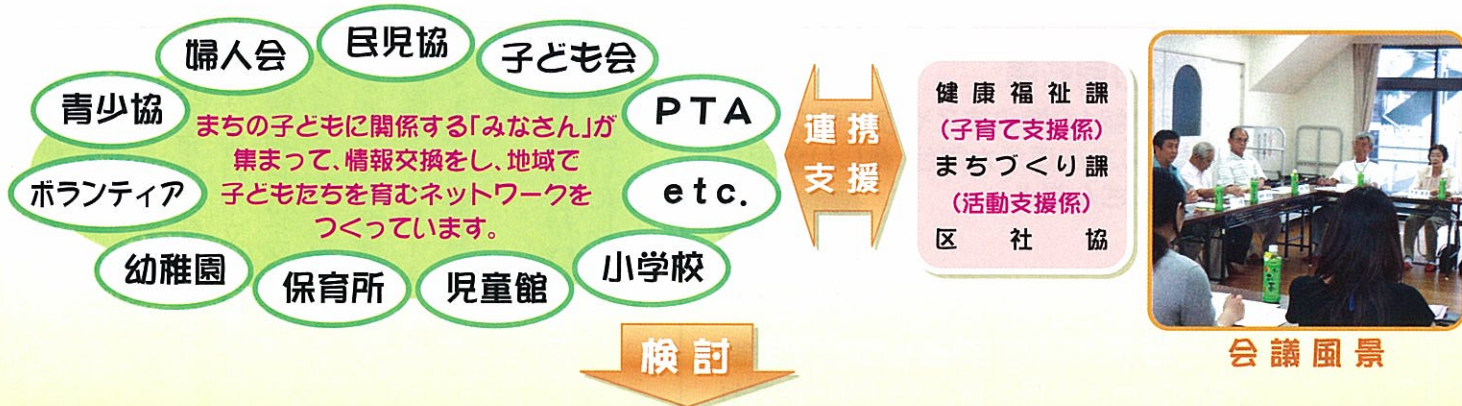 婦人会
民児協
子ども会
青少協
PTA
ボランティア
etc.
幼稚園
保育所
児童館
小学校
まちの子どもに関係する「みなさん」が
集まって、情報交換をし、地域で
子どもたちを育むネットワークを
つくっています。
連携
支援
健康福祉課
(子育て支援係)
まちづくり課
(活動支援係)
区社協
会議風景
検討